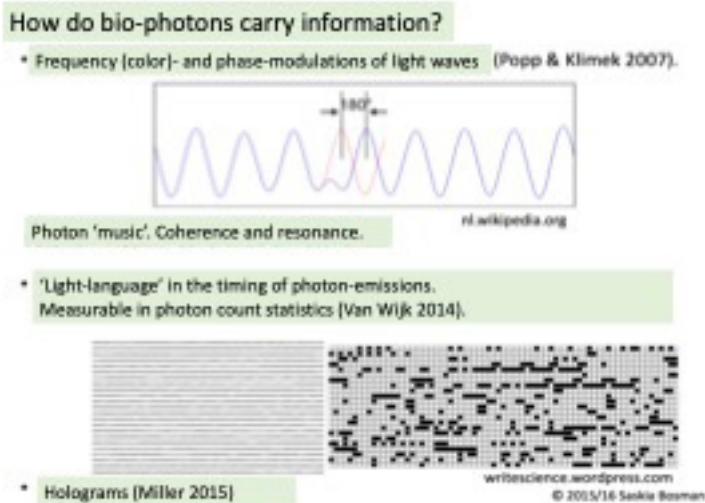 How do bio-photons carry information?
• Frequency (color)- and phase-modulations of light waves (Popp & Klimek 2007).
180°
nl.wikipedia.org
Photon 'music'. Coherence and resonance.
• 'Light-language' in the timing of photon-emissions.
Measurable in photon count statistics (Van Wijk 2014).
writescience.wordpress.com
• Holograms (Miller 2015)
© 2015/16 Saskia Bosman